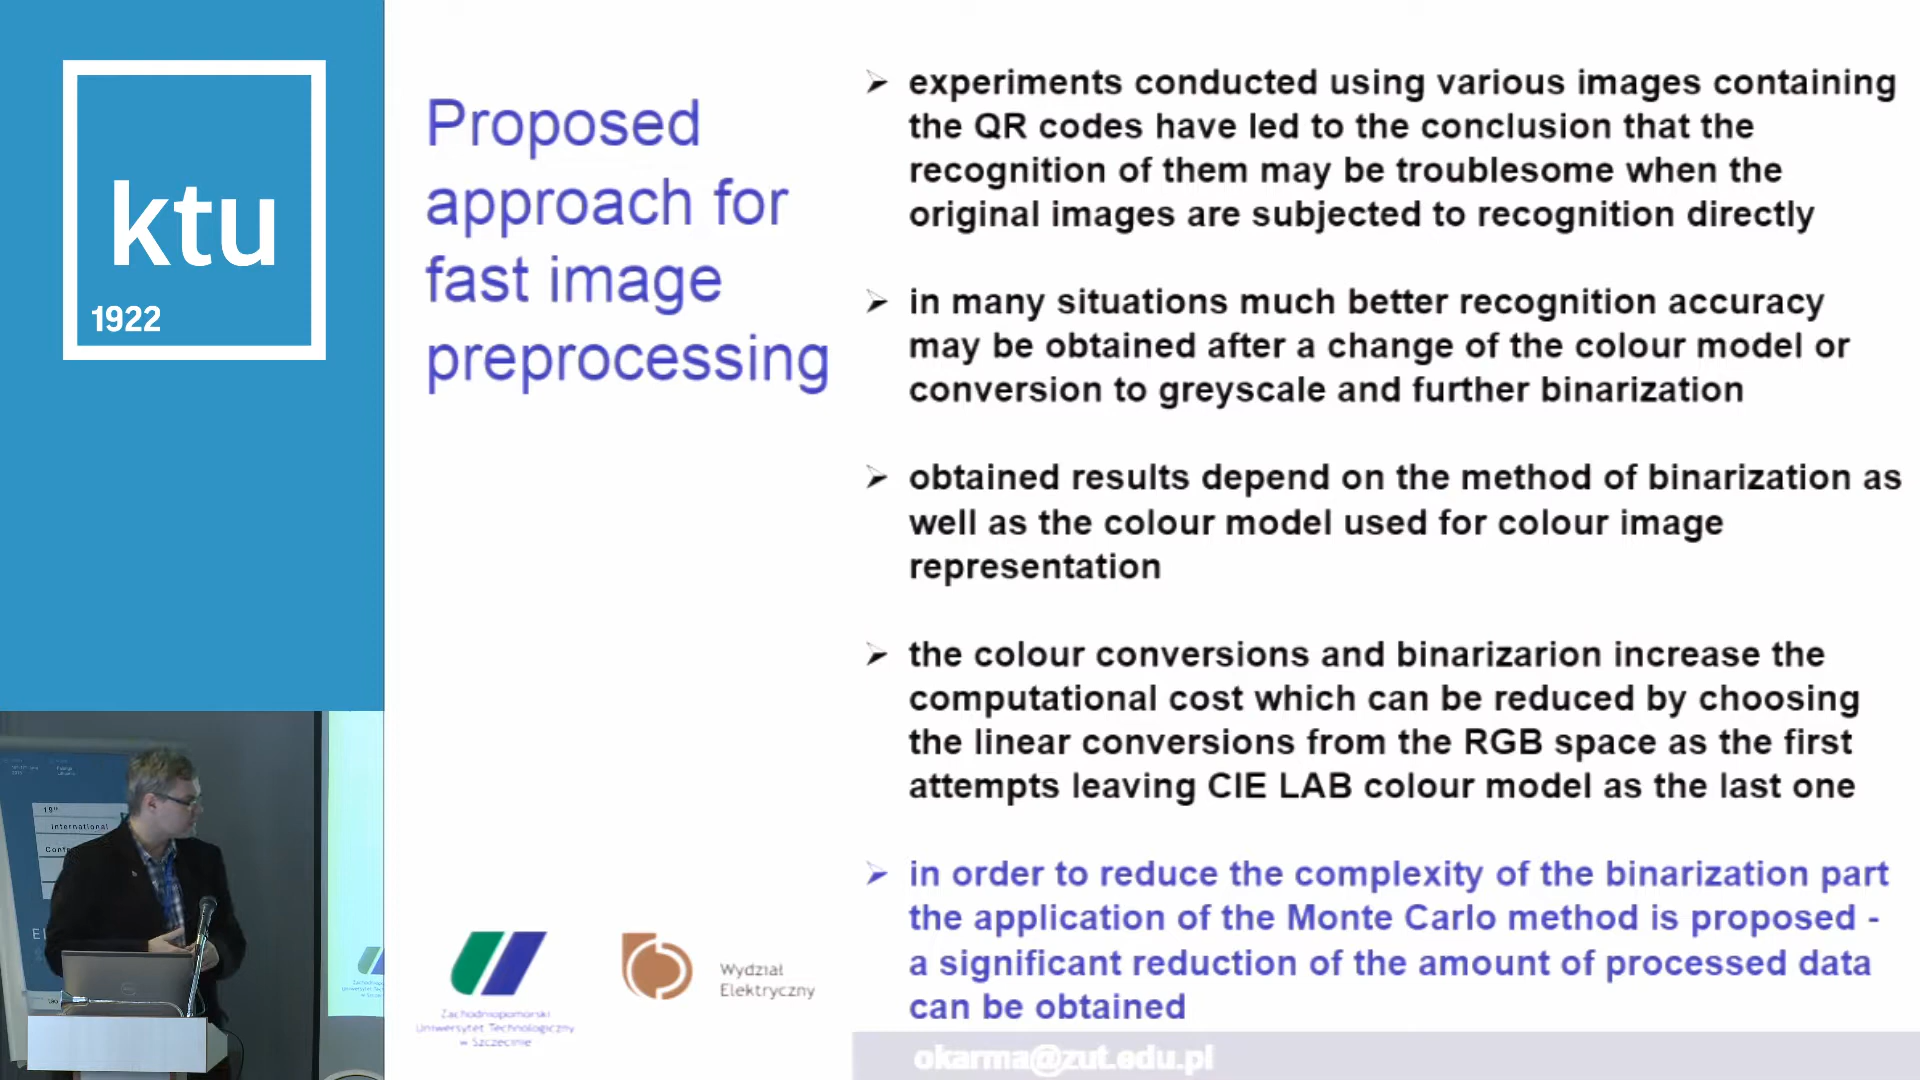 ktu
1922
Proposed
approach for
fast image
preprocessing
➢ experiments conducted using various images containing
the QR codes have led to the conclusion that the
recognition of them may be troublesome when the
original images are subjected to recognition directly
➢ in many situations much better recognition accuracy
may be obtained after a change of the colour model or
conversion to greyscale and further binarization
➢ obtained results depend on the method of binarization as
well as the colour model used for colour image
representation
➢ the colour conversions and binarizarion increase the
computational cost which can be reduced by choosing
the linear conversions from the RGB space as the first
attempts leaving CIE LAB colour model as the last one
➢ in order to reduce the complexity of the binarization part
the application of the Monte Carlo method is proposed -
a significant reduction of the amount of processed data
can be obtained
Zachodniopomorski
Uniwersytet Technologiczny
w Szczecinie
Wydział
Elektryczny
okarma@zut.edu.pl
19th
International